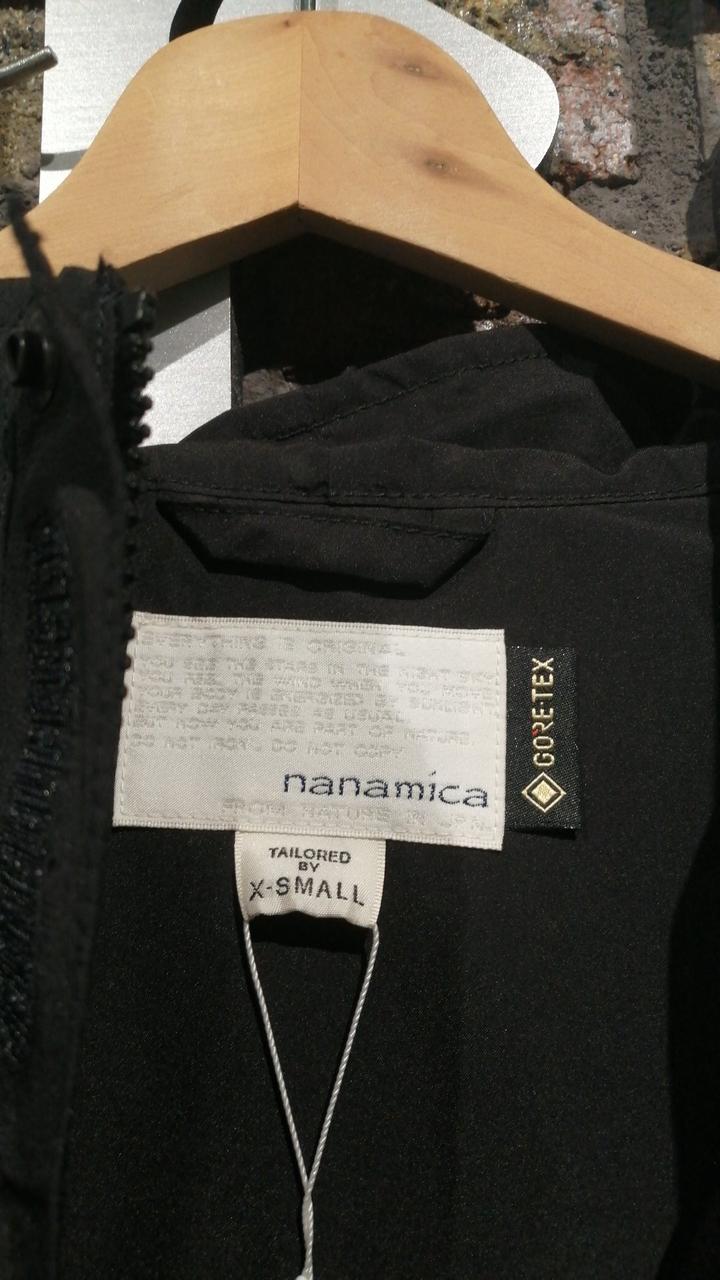 EVERYTHING IS ORIGINAL
YOU SEE THE STARS IN THE NIGHT SKY.
YOU FEEL THE WIND WHEN YOU MOVE.
YOUR BODY IS ENERGIZED BY SUNLIGHT.
EVERY DAY PASSES AS USUAL.
BUT NOW YOU ARE PART OF NATURE.
DO NOT IRON. DO NOT COPY
nanamica
FROM NATURE IN
GORE-TEX
TAILORED
BY
X-SMALL